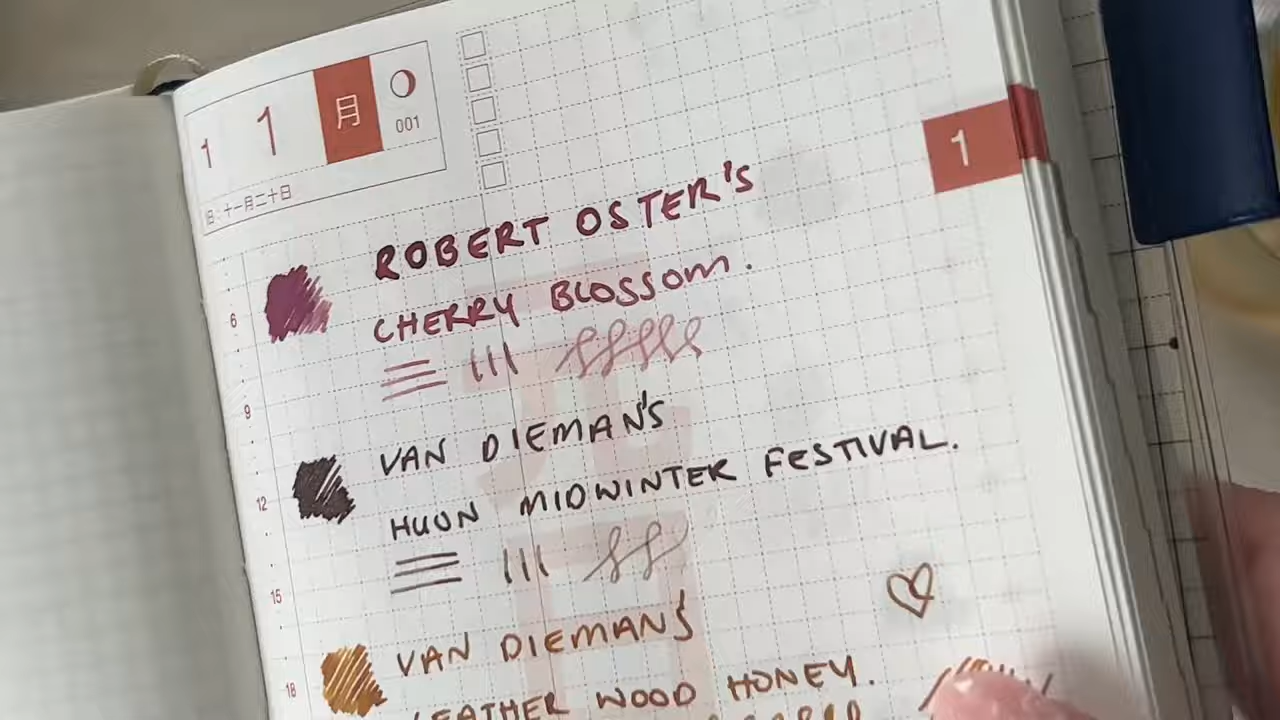 1 1 月
001
旧・十一月二十日
1
ROBERT OSTER'S
CHERRY BLOSSOM.
6
9
VAN DIEMAN'S
HUON MIDWINTER FESTIVAL.
12
15
VAN DIEMAN'S
LEATHER WOOD HONEY.
18